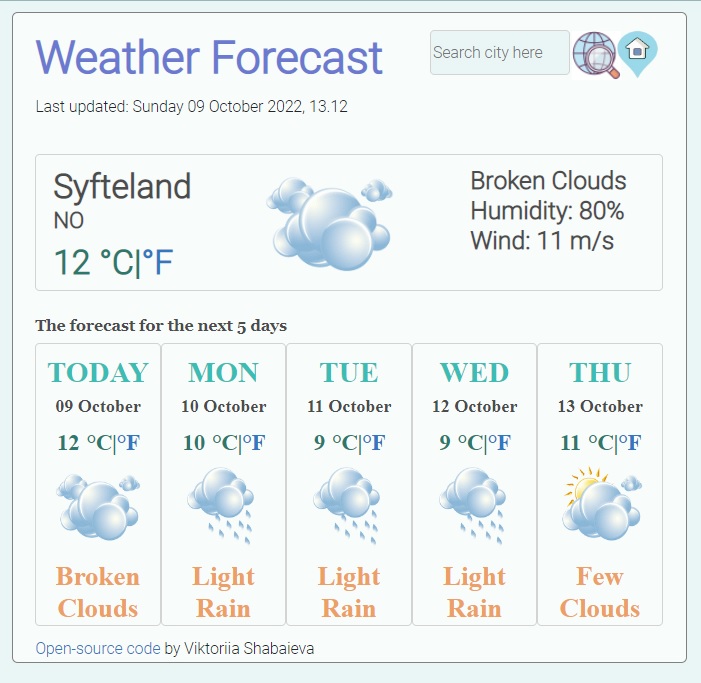 Weather Forecast
Search city here
Last updated: Sunday 09 October 2022, 13.12
Syfteland
NO
12 °C|°F
Broken Clouds
Humidity: 80%
Wind: 11 m/s
The forecast for the next 5 days
TODAY
09 October
12 °C|°F
Broken
Clouds
MON
10 October
10 °C|°F
Light
Rain
TUE
11 October
9 °C|°F
Light
Rain
WED
12 October
9 °C|°F
Light
Rain
THU
13 October
11 °C|°F
Few
Clouds
Open-source code by Viktoriia Shabaieva